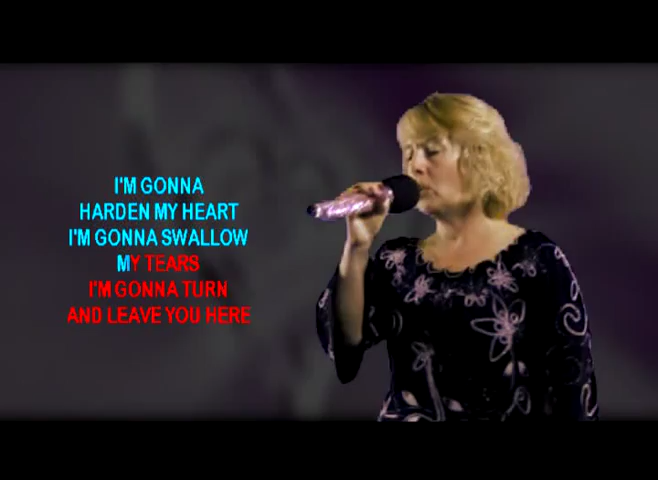 I'M GONNA
HARDEN MY HEART
I'M GONNA SWALLOW
MY TEARS
I'M GONNA TURN
AND LEAVE YOU HERE